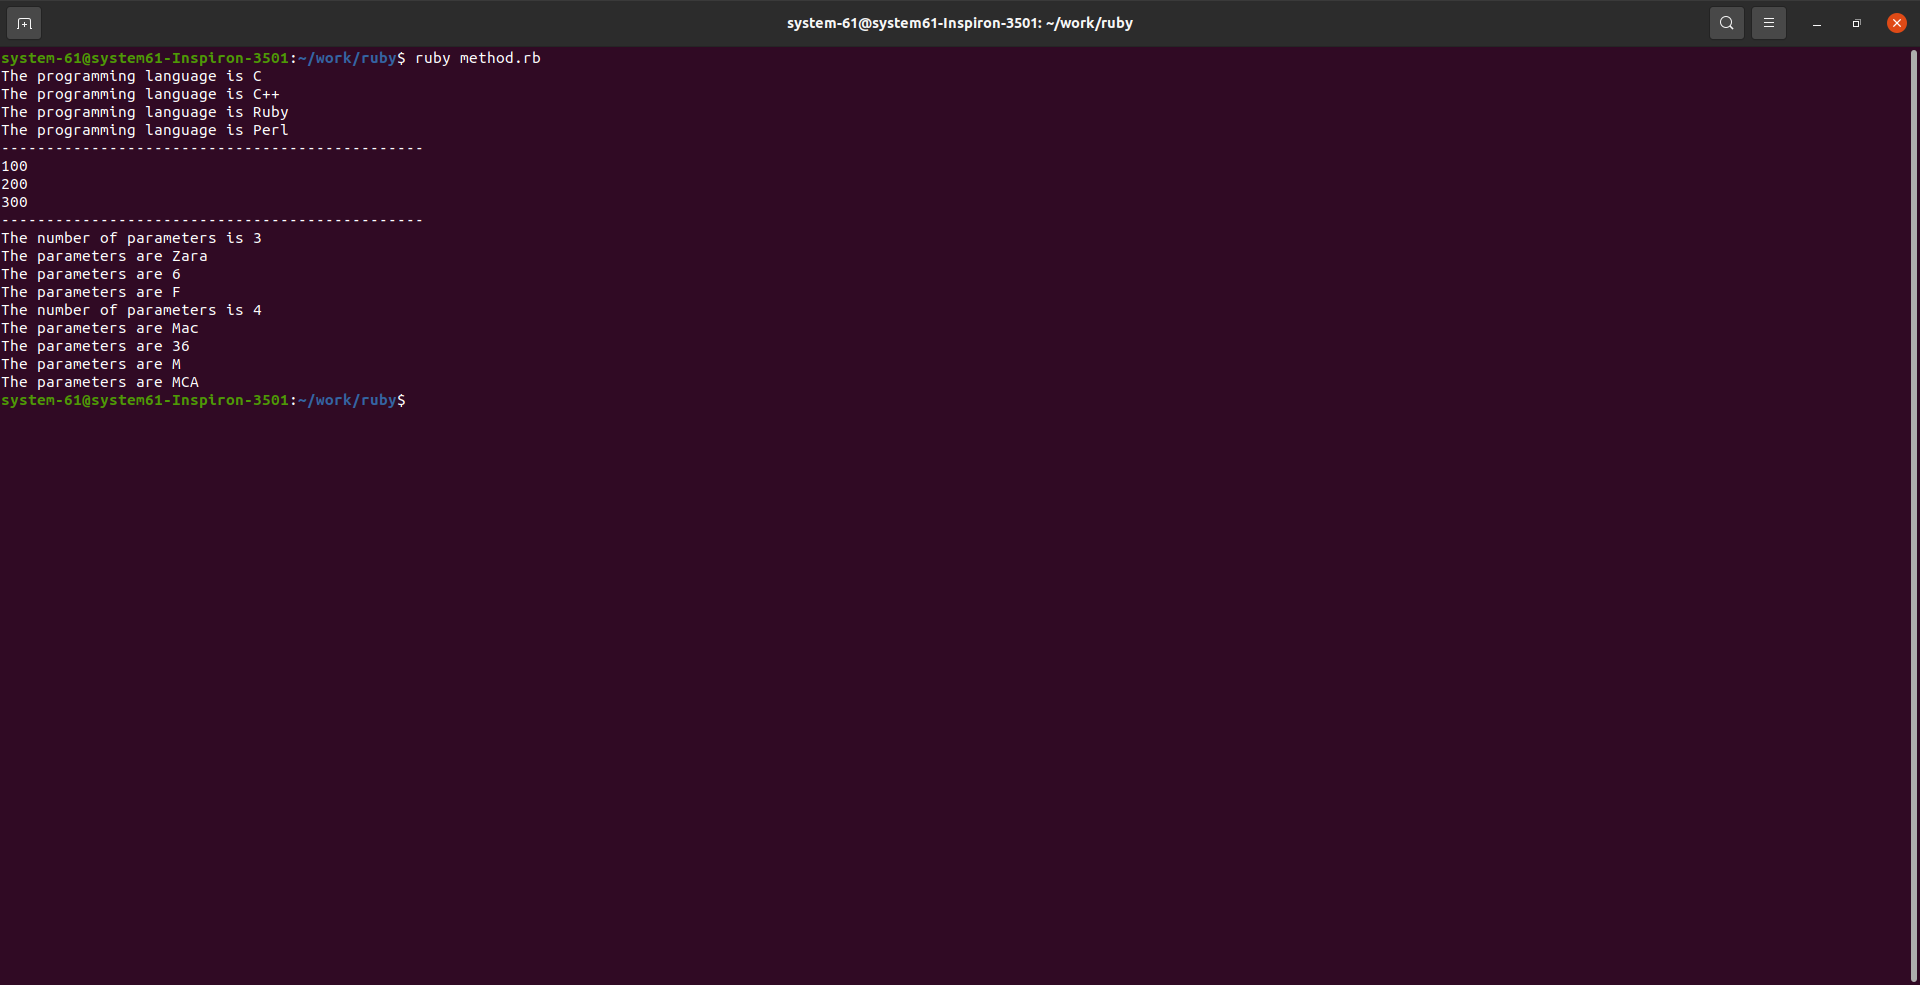 system-61@system61-Inspiron-3501: ~/work/ruby
system-61@system61-Inspiron-3501:~/work/ruby$ ruby method.rb
The programming language is C
The programming language is C++
The programming language is Ruby
The programming language is Perl
-----------------------------------------------
100
200
300
-----------------------------------------------
The number of parameters is 3
The parameters are Zara
The parameters are 6
The parameters are F
The number of parameters is 4
The parameters are Mac
The parameters are 36
The parameters are M
The parameters are MCA
system-61@system61-Inspiron-3501:~/work/ruby$